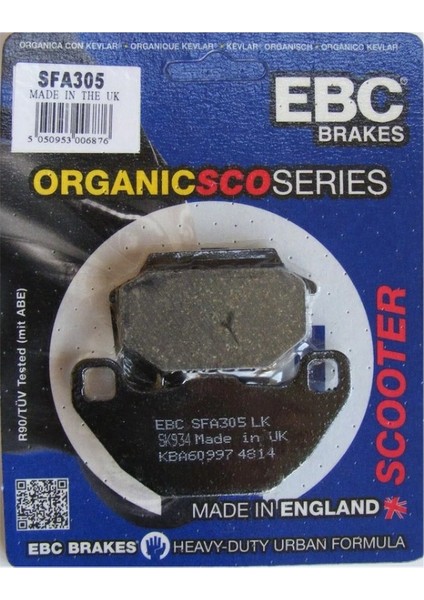 ORGANICA CON KEVLAR® - ORGANIQUE KEVLAR® - KEVLAR® ORGANISCH - ORGANICO KEVLAR®
SFA305
MADE IN THE UK
5 050953 006876
EBC®
BRAKES
ORGANICSCOSERIES
SCOOTER
R90/TÜV Tested (mit ABE)
EBC SFA305 LK
SK934 Made in UK
KBA60997 4814
MADE IN ENGLAND
EBC BRAKES® HEAVY-DUTY URBAN FORMULA